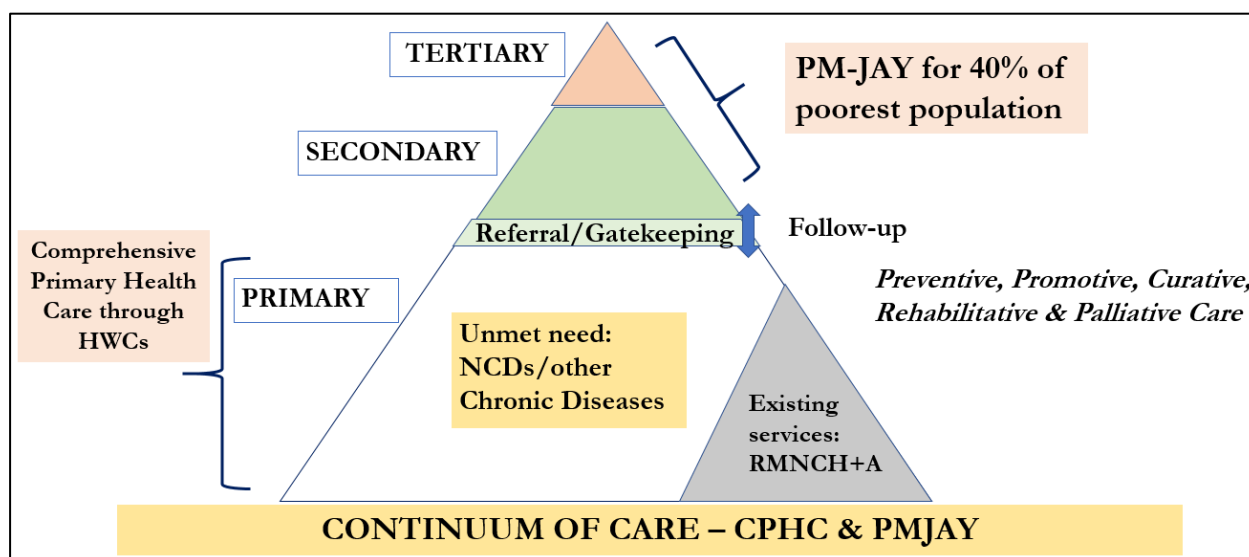 TERTIARY
PM-JAY for 40% of
poorest population
SECONDARY
Referral/Gatekeeping
Follow-up
Comprehensive
Primary Health
Care through
HWCs
PRIMARY
Preventive, Promotive, Curative,
Rehabilitative & Palliative Care
Unmet need:
NCDs/other
Chronic Diseases
Existing
services:
RMNCH+A
CONTINUUM OF CARE – CPHC & PMJAY